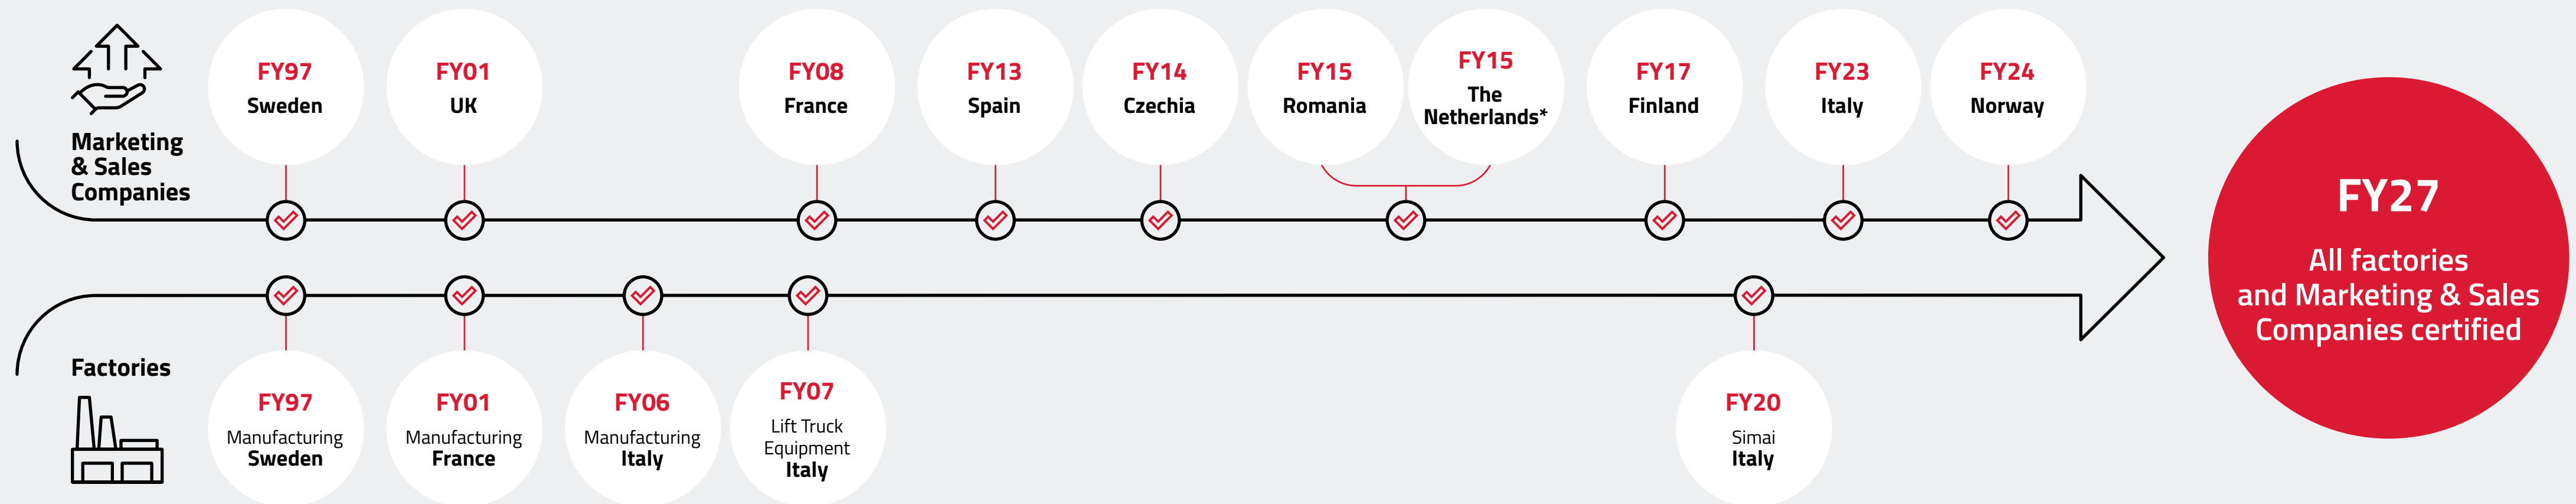 Marketing
& Sales
Companies
FY97
Sweden
FY01
UK
FY08
France
FY13
Spain
FY14
Czechia
FY15
Romania
FY15
The
Netherlands*
FY17
Finland
FY23
Italy
FY24
Norway
Factories
FY97
Manufacturing
Sweden
FY01
Manufacturing
France
FY06
Manufacturing
Italy
FY07
Lift Truck
Equipment
Italy
FY20
Simai
Italy
FY27
All factories
and Marketing & Sales
Companies certified